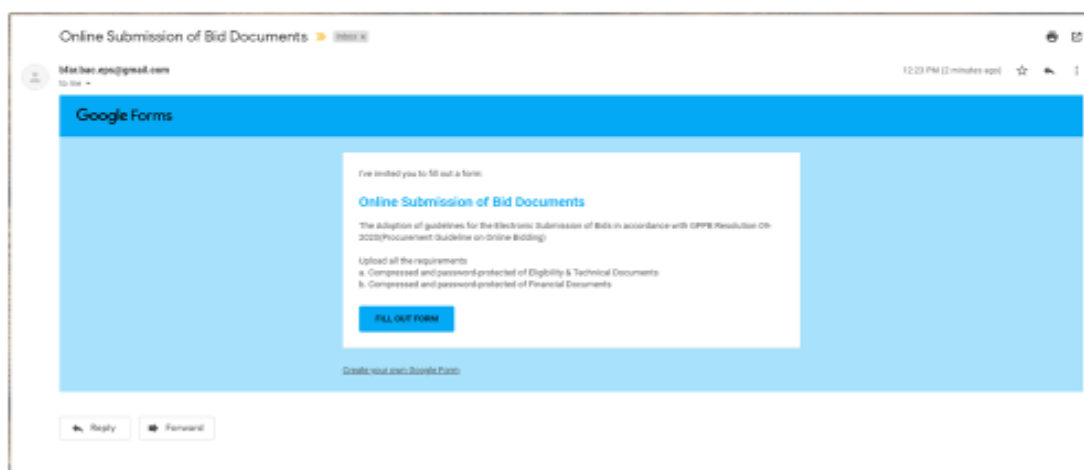 Online Submission of Bid Documents
Inbox x
bfar.bac.eps@gmail.com
12:23 PM (2 minutes ago)
to me
Google Forms
I've invited you to fill out a form:
Online Submission of Bid Documents
The Adoption of guidelines for the Electronic Submission of Bids in accordance with GPPB Resolution 09-
2020(Procurement Guideline on Online Bidding)
Upload all the requirements
a. Compressed and password-protected of Eligibility & Technical Documents
b. Compressed and password-protected of Financial Documents
FILL OUT FORM
Create your own Google Form
Reply
Forward